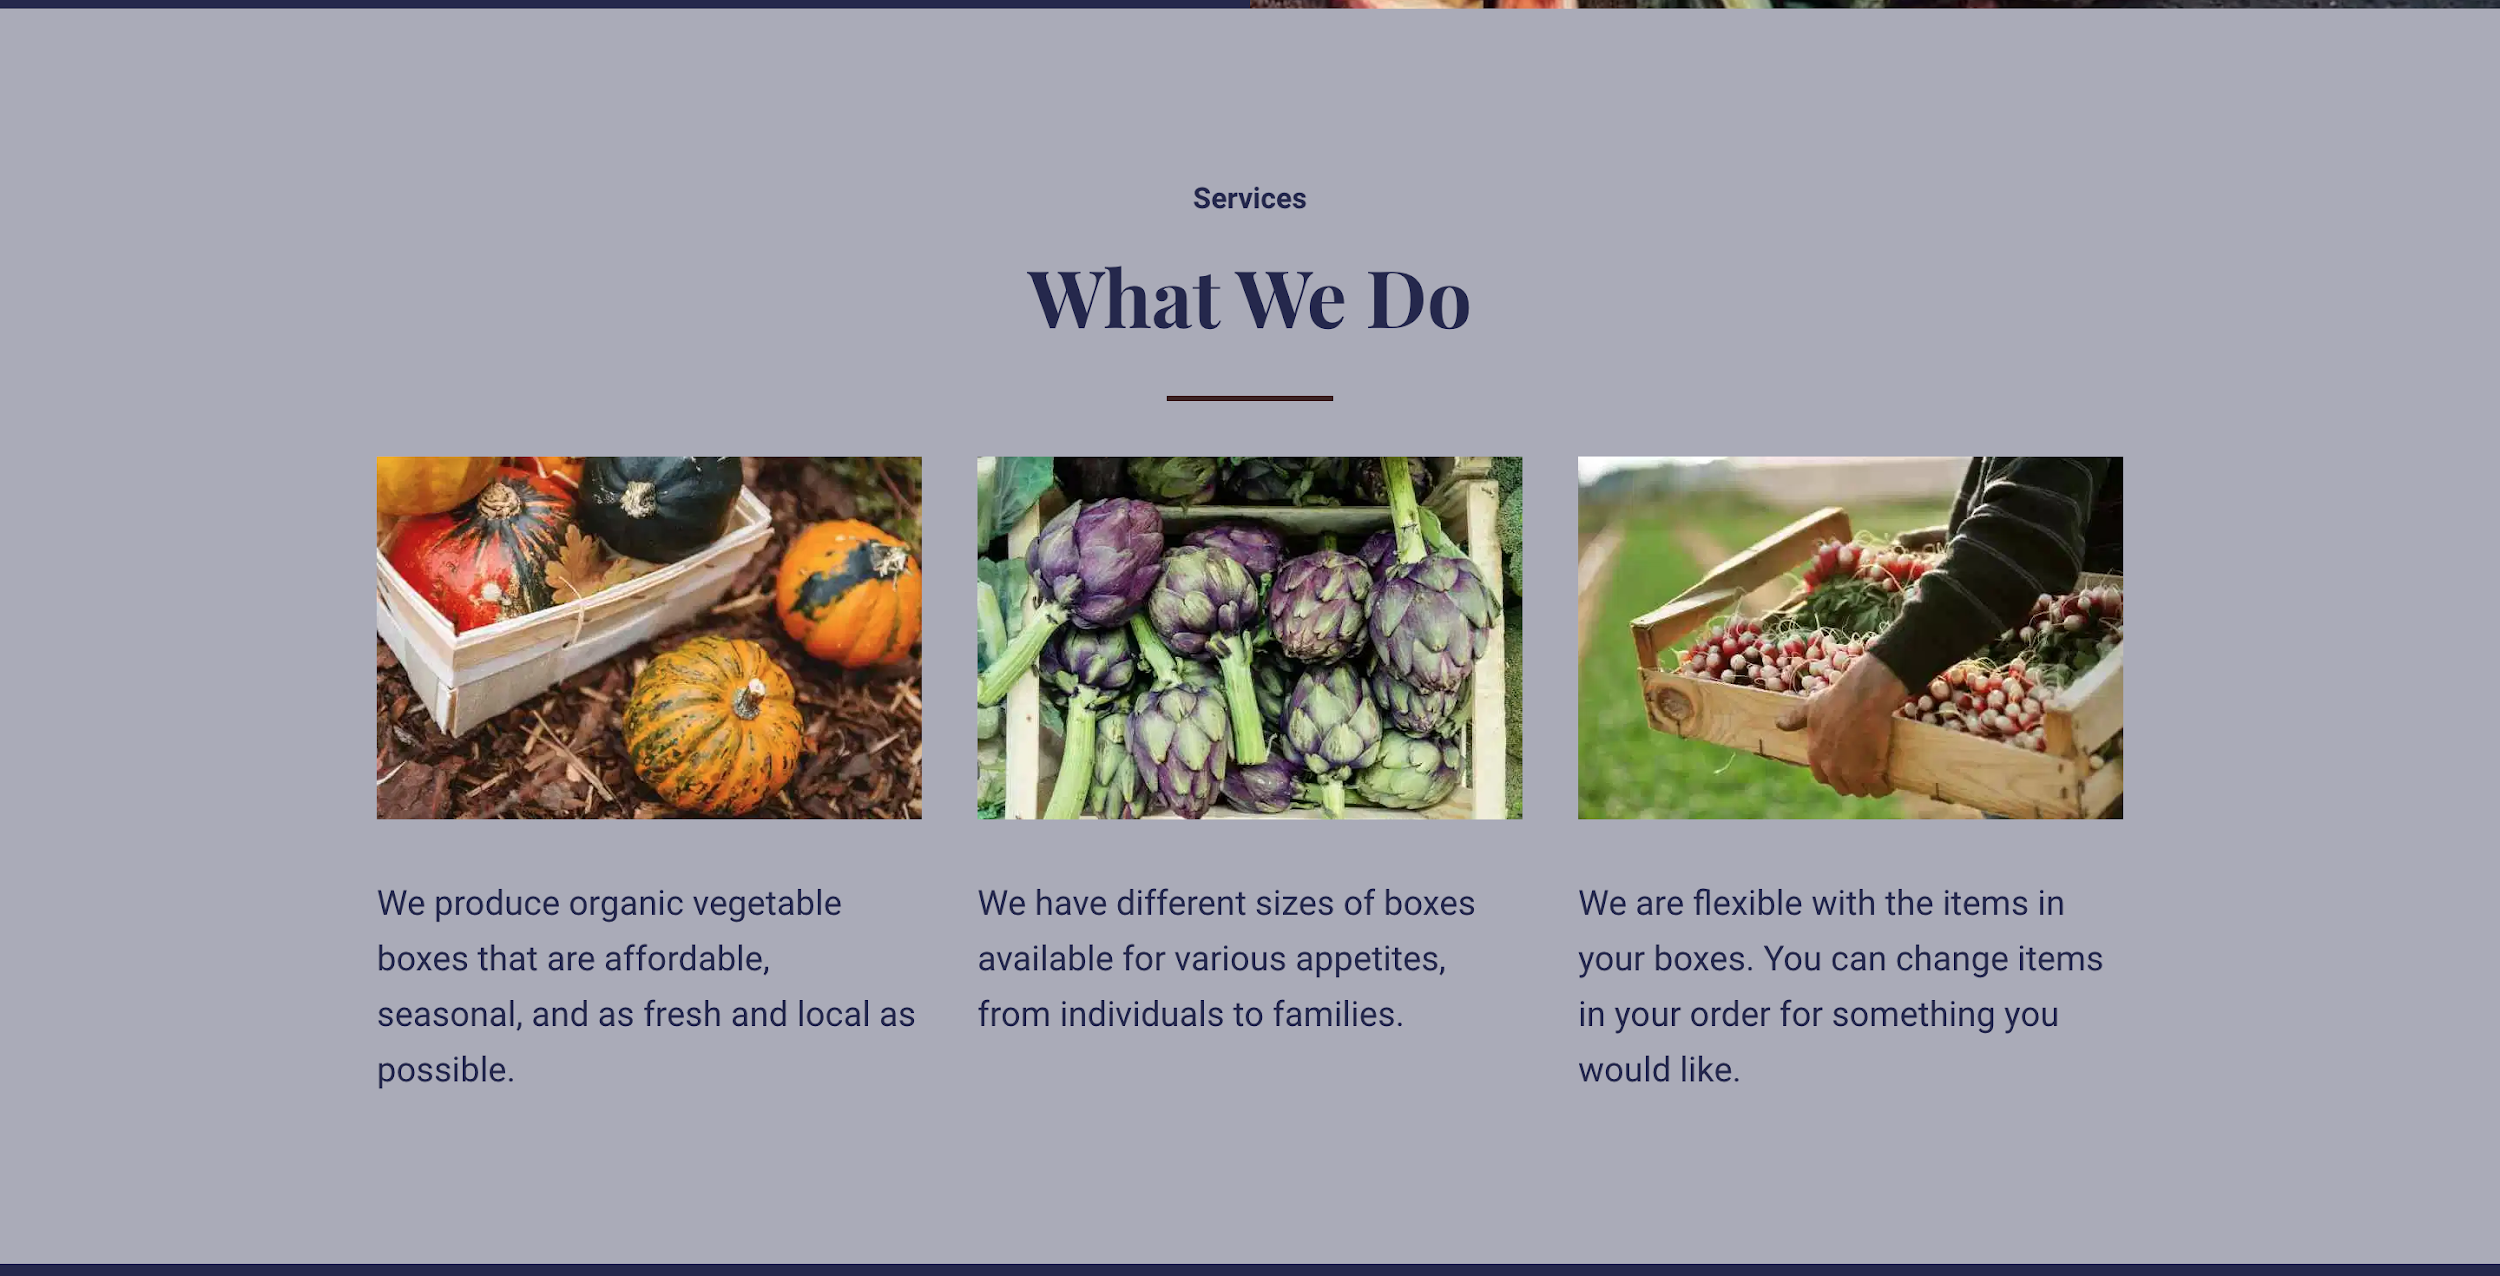 Services
What We Do
We produce organic vegetable
boxes that are affordable,
seasonal, and as fresh and local as
possible.
We have different sizes of boxes
available for various appetites,
from individuals to families.
We are flexible with the items in
your boxes. You can change items
in your order for something you
would like.